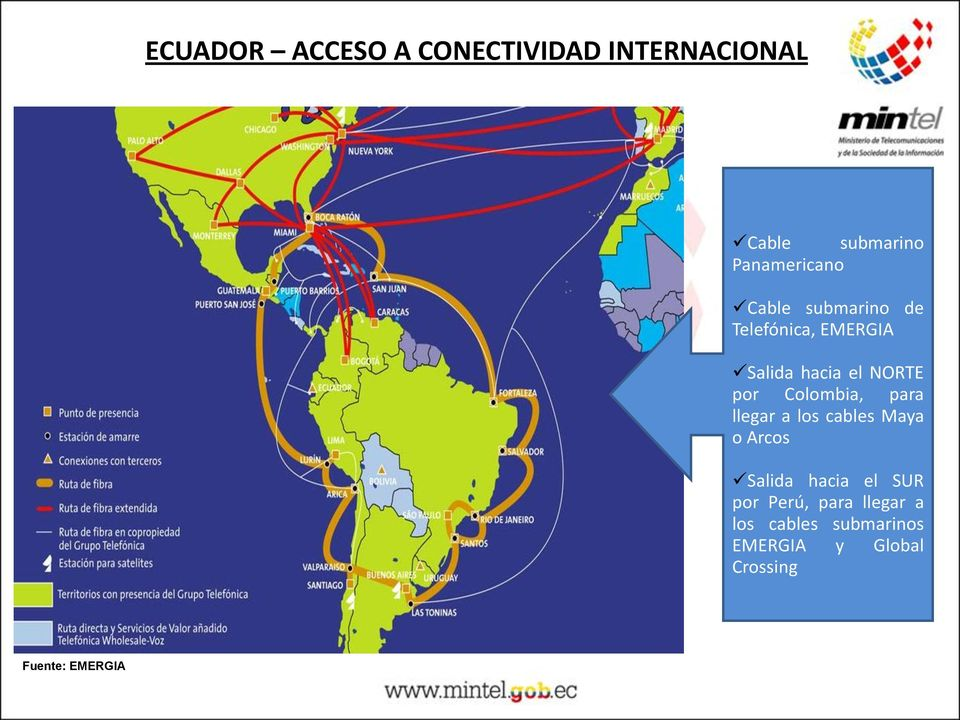 ECUADOR – ACCESO A CONECTIVIDAD INTERNACIONAL
mintel
Ministerio de Telecomunicaciones
y de la Sociedad de la Información
CHICAGO
PALO ALTO
WASHINGTON
NUEVA YORK
MADRID
DALLAS
MARRUECOS
MONTERREY
MIAMI
BOCA RATÓN
GUATEMALA
PUERTO BARRIOS
SAN JUAN
PUERTO SAN JOSÉ
CARACAS
BOGOTÁ
ECUADOR
FORTALEZA
LIMA
LURÍN
SALVADOR
ARICA
BOLIVIA
SÃO PAULO
RIO DE JANEIRO
SANTOS
VALPARAISO
SANTIAGO
BUENOS AIRES
URUGUAY
LAS TONINAS
Punto de presencia
Estación de amarre
Conexiones con terceros
Ruta de fibra
Ruta de fibra extendida
Ruta de fibra en copropiedad
del Grupo Telefónica
Estación para satelites
Territorios con presencia del Grupo Telefónica
Ruta directa y Servicios de Valor añadido
Telefónica Wholesale-Voz
✓Cable submarino
Panamericano
✓Cable submarino de
Telefónica, EMERGIA
✓Salida hacia el NORTE
por Colombia, para
llegar a los cables Maya
o Arcos
✓Salida hacia el SUR
por Perú, para llegar a
los cables submarinos
EMERGIA y Global
Crossing
Fuente: EMERGIA
www.mintel.gob.ec